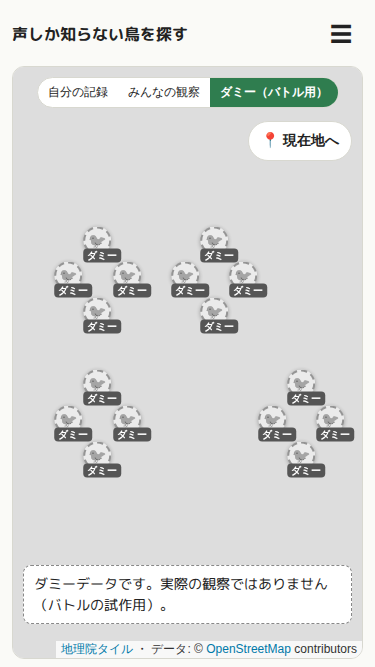 声しか知らない鳥を探す
自分の記録 みんなの観察 ダミー（バトル用）
📍 現在地へ
ダミー ダミー
ダミー ダミー ダミー ダミー
ダミー ダミー
ダミー ダミー
ダミー ダミー ダミー ダミー
ダミー ダミー
ダミーデータです。実際の観察ではありません
（バトルの試作用）。
地理院タイル ・ データ: © OpenStreetMap contributors